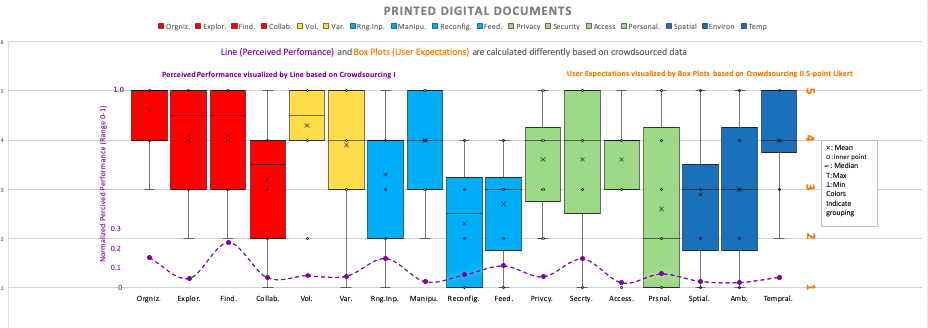 PRINTED DIGITAL DOCUMENTS
Orgniz. Explor. Find. Collab. Vol. Var. Rng.Inp. Manipu. Reconfig. Feed. Privacy Security Access Personal. Spatial Environ Temp
Line (Perceived Perfomance) and Box Plots (User Expectations) are calculated differently based on crowdsourced data
Perceived Performance visualized by Line based on Crowdsourcing I
User Expectations visualized by Box Plots based on Crowdsourcing II 5-point Likert
Normalized Percived Performance (Range 0-1)
6
5
4
3
2
1
1.0
0.3
0.2
0.1
0
5
4
3
2
1
×: Mean
o:Inner point
–: Median
T:Max
⊥:Min
Colors
Indicate
grouping
Orgniz. Explor. Find. Collab. Vol. Var. Rng.Inp. Manipu. Reconfig. Feed. Privcy. Secrty. Access. Prsnal. Sptial. Amb. Tempral.